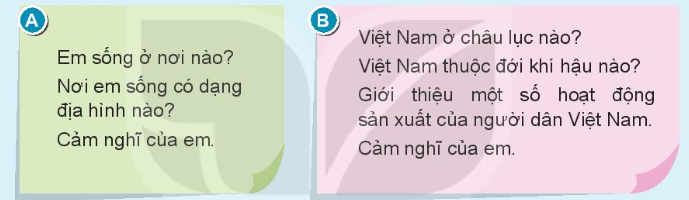 A
Em sống ở nơi nào?
Nơi em sống có dạng
địa hình nào?
Cảm nghĩ của em.
B
Việt Nam ở châu lục nào?
Việt Nam thuộc đới khí hậu nào?
Giới thiệu một số hoạt động
sản xuất của người dân Việt Nam.
Cảm nghĩ của em.